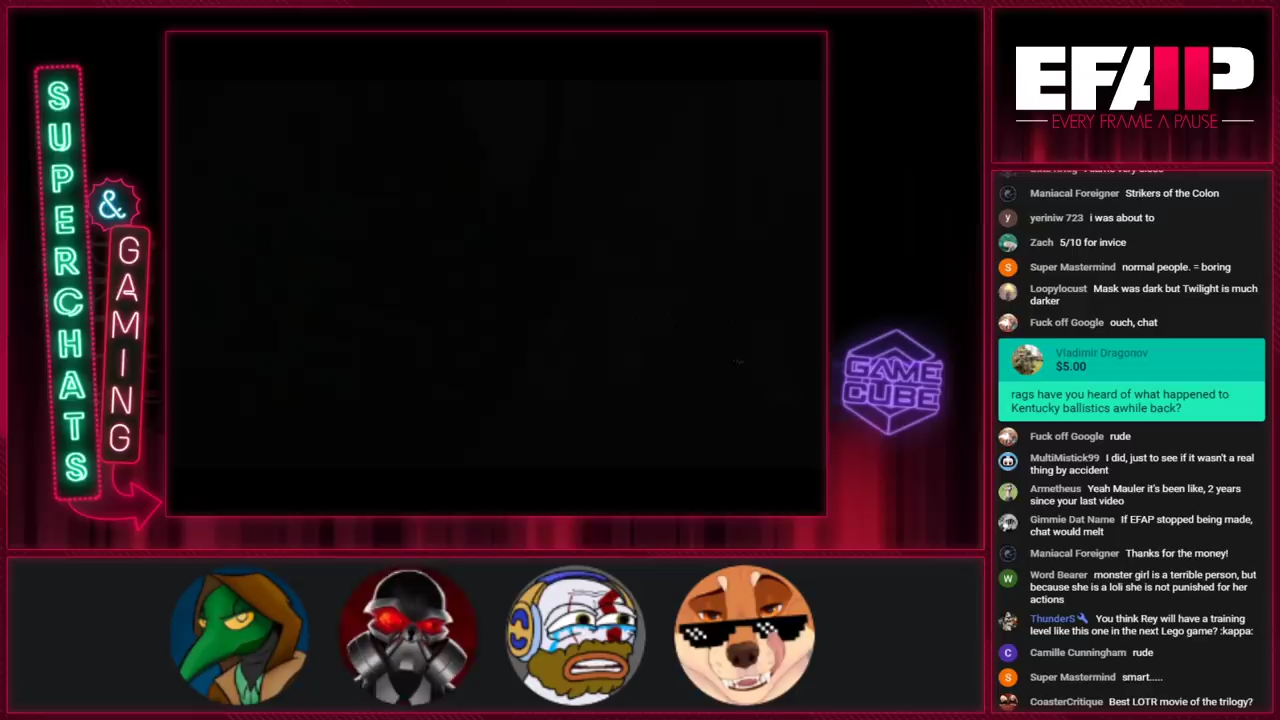 SUPERCHATS
&
GAMING
GAME
CUBE
EFAP
EVERY FRAME A PAUSE
Maniacal Foreigner Strikers of the Colon
y yeriniw 723 i was about to
Zach 5/10 for invice
S Super Mastermind normal people. = boring
Loopylocust Mask was dark but Twilight is much
darker
Fuck off Google ouch, chat
Vladimir Dragonov
$5.00
rags have you heard of what happened to
Kentucky ballistics awhile back?
Fuck off Google rude
MultiMistick99 I did, just to see if it wasn't a real
thing by accident
Armetheus Yeah Mauler it's been like, 2 years
since your last video
Gimmie Dat Name If EFAP stopped being made,
chat would melt
Maniacal Foreigner Thanks for the money!
W Word Bearer monster girl is a terrible person, but
because she is a loli she is not punished for her
actions
ThunderS You think Rey will have a training
level like this one in the next Lego game? :kappa:
C Camille Cunningham rude
S Super Mastermind smart.....
CoasterCritique Best LOTR movie of the trilogy?